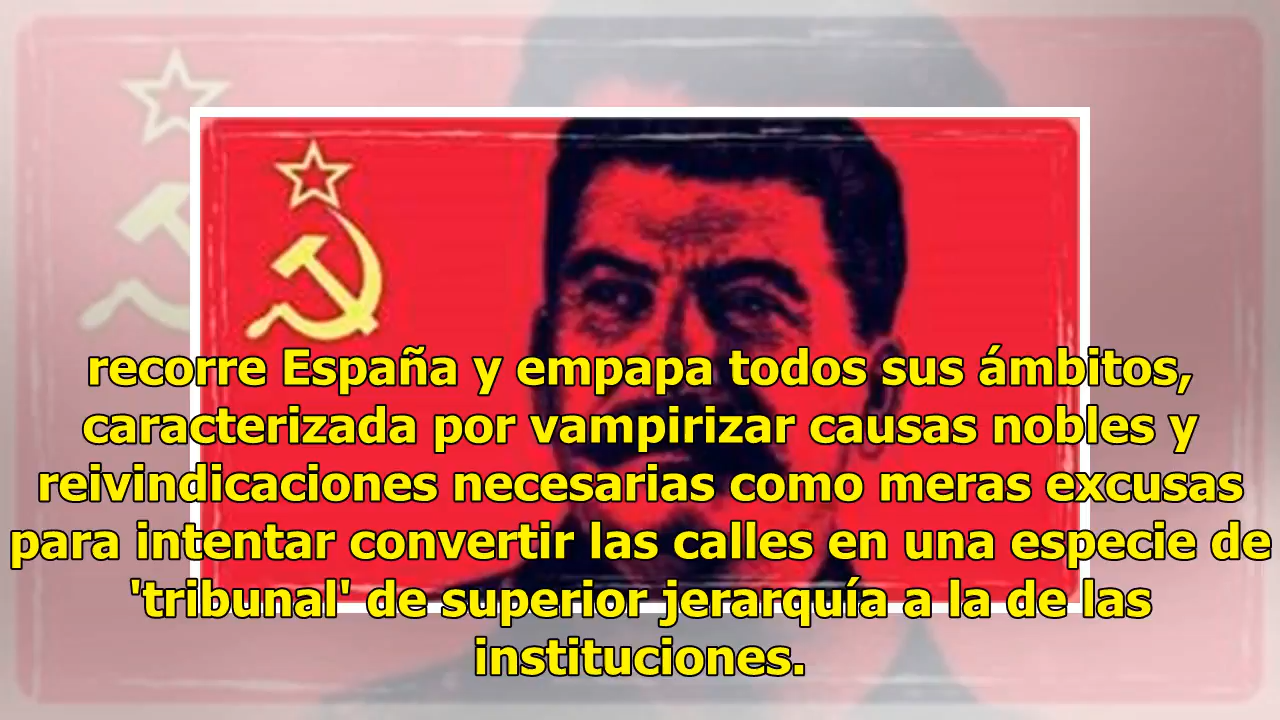 recorre España y empapa todos sus ámbitos,
caracterizada por vampirizar causas nobles y
reivindicaciones necesarias como meras excusas
para intentar convertir las calles en una especie de
'tribunal' de superior jerarquía a la de las
instituciones.